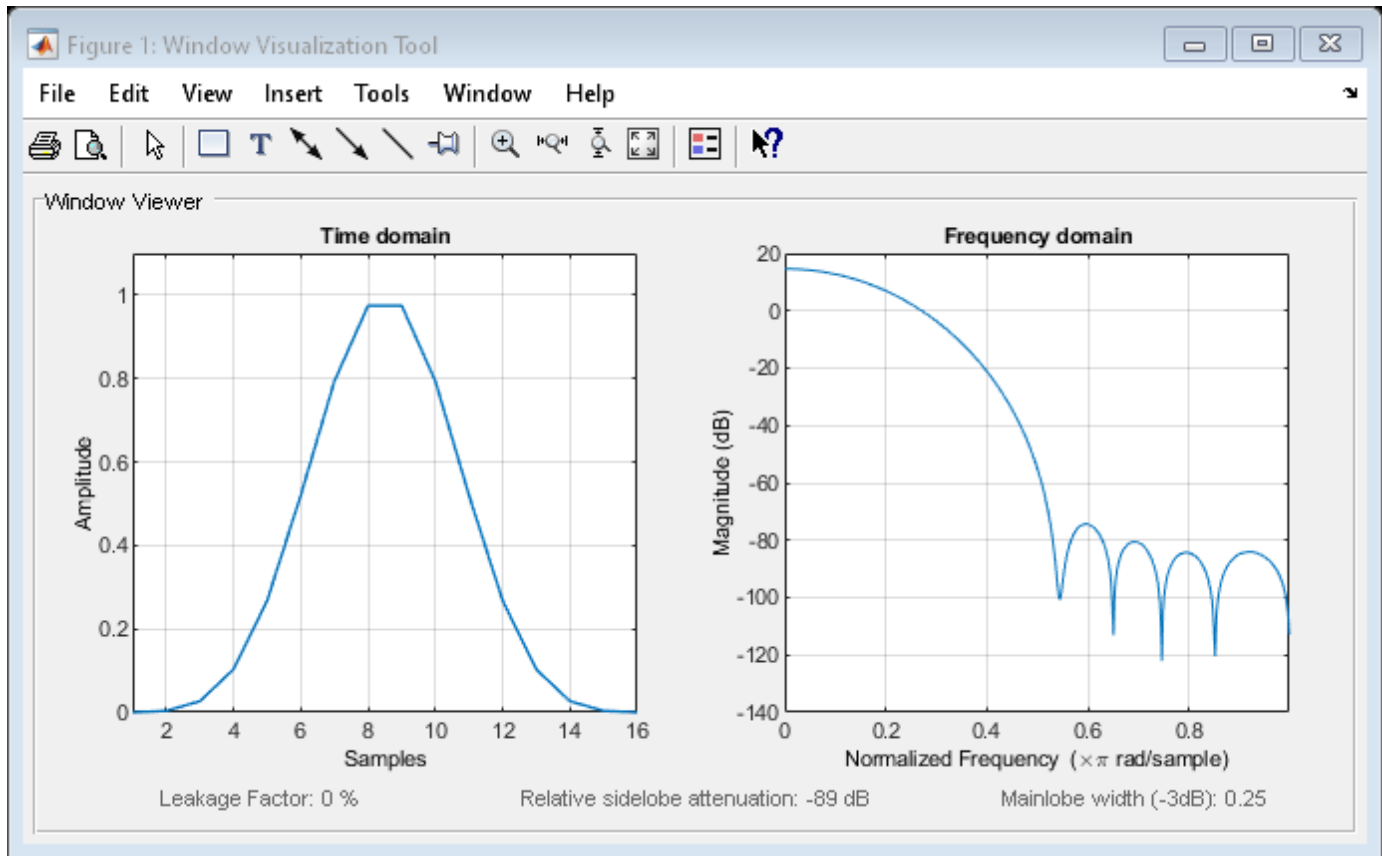 Figure 1: Window Visualization Tool
File Edit View Insert Tools Window Help
T
?
Window Viewer
Time domain
1
0.8
0.6
0.4
0.2
0
Amplitude
2 4 6 8 10 12 14 16
Samples
Frequency domain
20
0
-20
-40
-60
-80
-100
-120
-140
Magnitude (dB)
0 0.2 0.4 0.6 0.8
Normalized Frequency (×π rad/sample)
Leakage Factor: 0 % Relative sidelobe attenuation: -89 dB Mainlobe width (-3dB): 0.25